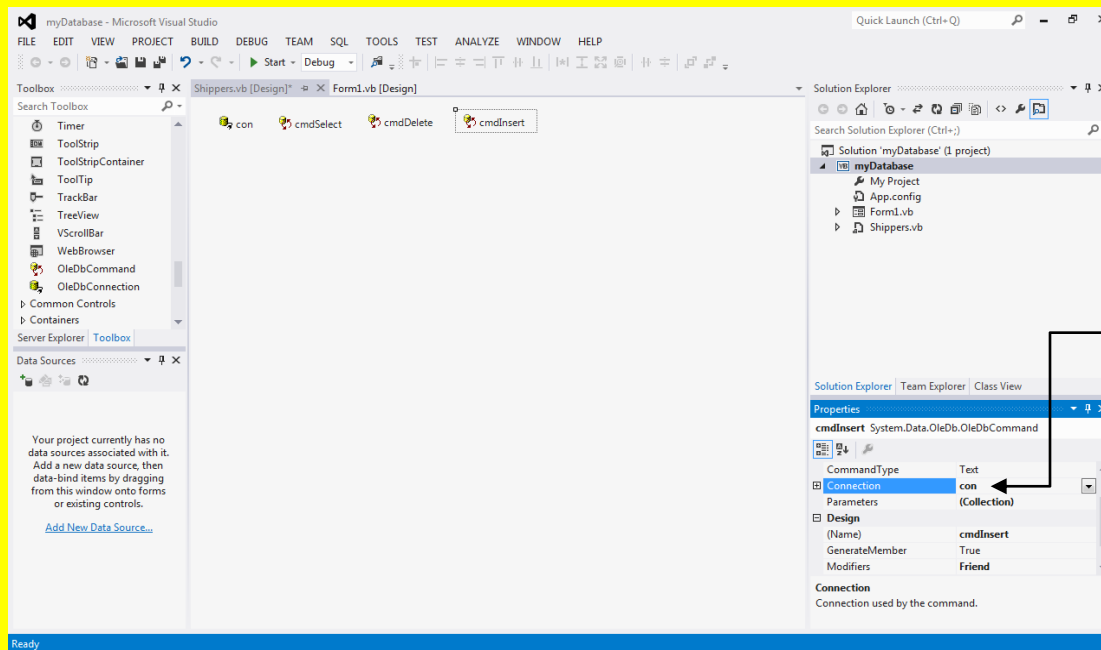 myDatabase - Microsoft Visual Studio
Quick Launch (Ctrl+Q)
FILE EDIT VIEW PROJECT BUILD DEBUG TEAM SQL TOOLS TEST ANALYZE WINDOW HELP
Start Debug
Toolbox
Search Toolbox
Timer
ToolStrip
ToolStripContainer
ToolTip
TrackBar
TreeView
VScrollBar
WebBrowser
OleDbCommand
OleDbConnection
Common Controls
Containers
Server Explorer Toolbox
Data Sources
Your project currently has no
data sources associated with it.
Add a new data source, then
data-bind items by dragging
from this window onto forms
or existing controls.
Add New Data Source...
Shippers.vb [Design]* Form1.vb [Design]
con cmdSelect cmdDelete cmdInsert
Solution Explorer
Search Solution Explorer (Ctrl+;)
Solution 'myDatabase' (1 project)
VB myDatabase
My Project
App.config
Form1.vb
Shippers.vb
Solution Explorer Team Explorer Class View
Properties
cmdInsert System.Data.OleDb.OleDbCommand
CommandType Text
Connection con
Parameters (Collection)
Design
(Name) cmdInsert
GenerateMember True
Modifiers Friend
Connection
Connection used by the command.
Ready